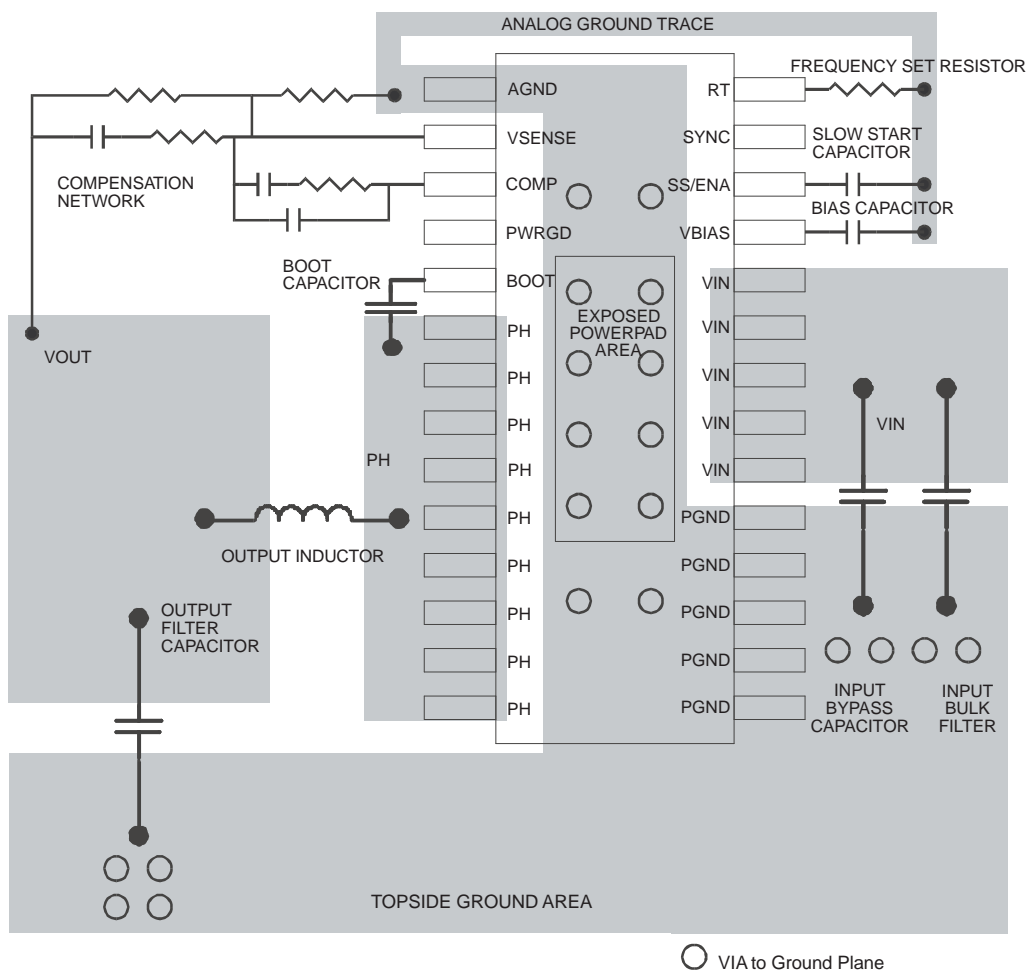 ANALOG GROUND TRACE
FREQUENCY SET RESISTOR
AGND
RT
VSENSE
SYNC
SLOW START
CAPACITOR
COMPENSATION
NETWORK
COMP
SS/ENA
BIAS CAPACITOR
PWRGD
VBIAS
BOOT
CAPACITOR
BOOT
VIN
EXPOSED
POWERPAD
AREA
PH
VIN
VOUT
PH
VIN
PH
VIN
VIN
PH
PH
VIN
PH
PGND
OUTPUT INDUCTOR
PH
PGND
OUTPUT
FILTER
CAPACITOR
PH
PGND
PH
PGND
INPUT
BYPASS
CAPACITOR
INPUT
BULK
FILTER
PH
PGND
TOPSIDE GROUND AREA
VIA to Ground Plane